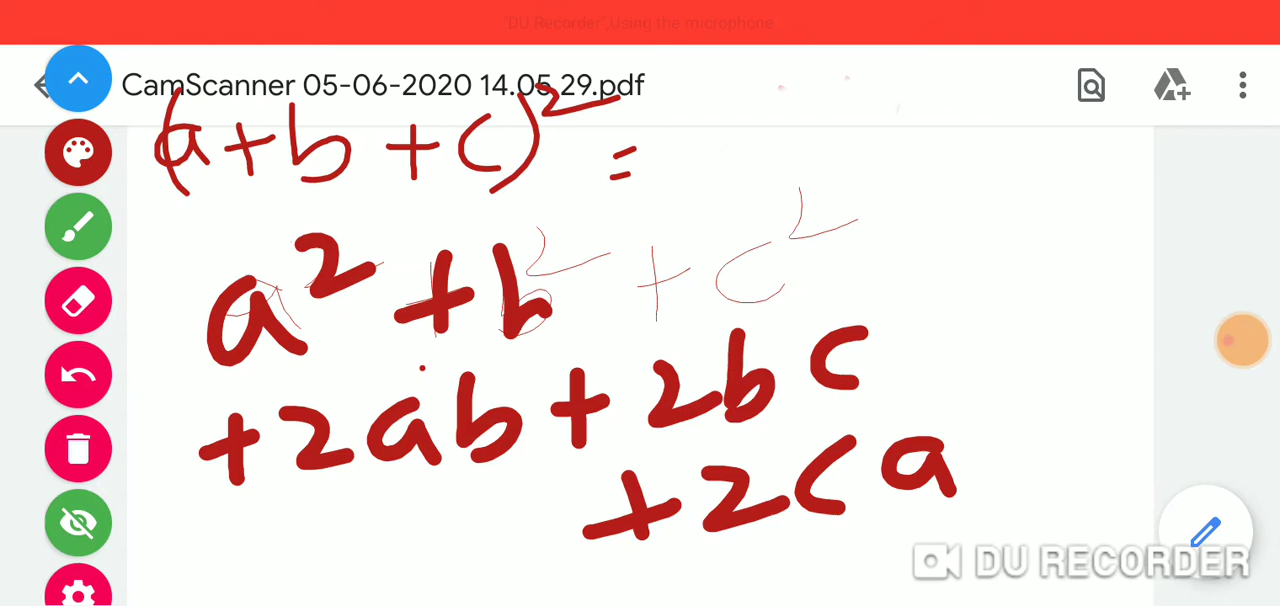 "DU Recorder",Using the microphone
CamScanner 05-06-2020 14.05.29.pdf
(a+b+c)² =
a² + b² + c²
+2ab+2bc
+2ca
DU RECORDER